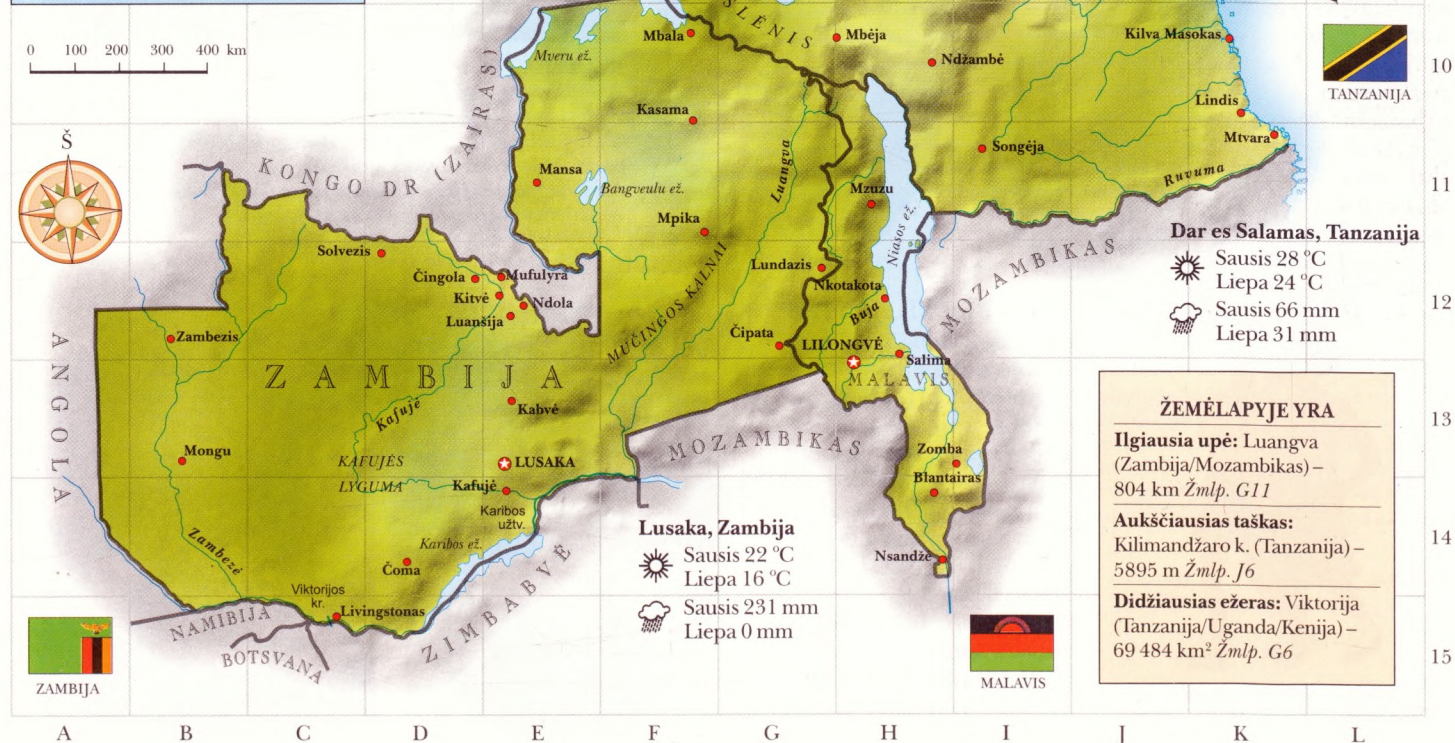 0 100 200 300 400 km
Š
SLĖNIS
Mbala
Mbėja
Ndžambė
Kilva Masokas
TANZANIJA
10
Mveru ež.
KONGO DR (ZAIRAS)
Kasama
Lindis
Mtvara
Songėja
Ruvuma
Mansa
Bangveulu ež.
Luangva
Mzuzu
Niasos ež.
11
Mpika
MOZAMBIKAS
Solvezis
Čingola
Mufulyra
Kitvė
Ndola
Luanšija
MUČINGOS KALNAI
Lundazis
Nkotakota
Buja
Dar es Salamas, Tanzanija
Sausis 28 °C
Liepa 24 °C
Sausis 66 mm
Liepa 31 mm
12
ANGOLA
Zambezis
Čipata
LILONGVĖ
Salima
MALAVIS
ZAMBIJA
Kafujė
Kabvė
MOZAMBIKAS
13
Mongu
KAFUJĖS
LYGUMA
LUSAKA
Kafujė
Zomba
Blantairas
Karibos
užtv.
Karibos ež.
Zambezė
Čoma
Nsandžė
14
Viktorijos
kr.
Livingstonas
NAMIBIJA
BOTSVANA
ZIMBABVĖ
Lusaka, Zambija
Sausis 22 °C
Liepa 16 °C
Sausis 231 mm
Liepa 0 mm
ŽEMĖLAPYJE YRA
Ilgiausia upė: Luangva
(Zambija/Mozambikas) –
804 km Žmlp. G11
Aukščiausias taškas:
Kilimandžaro k. (Tanzanija) –
5895 m Žmlp. J6
Didžiausias ežeras: Viktorija
(Tanzanija/Uganda/Kenija) –
69 484 km² Žmlp. G6
15
ZAMBIJA
MALAVIS
A B C D E F G H I J K L